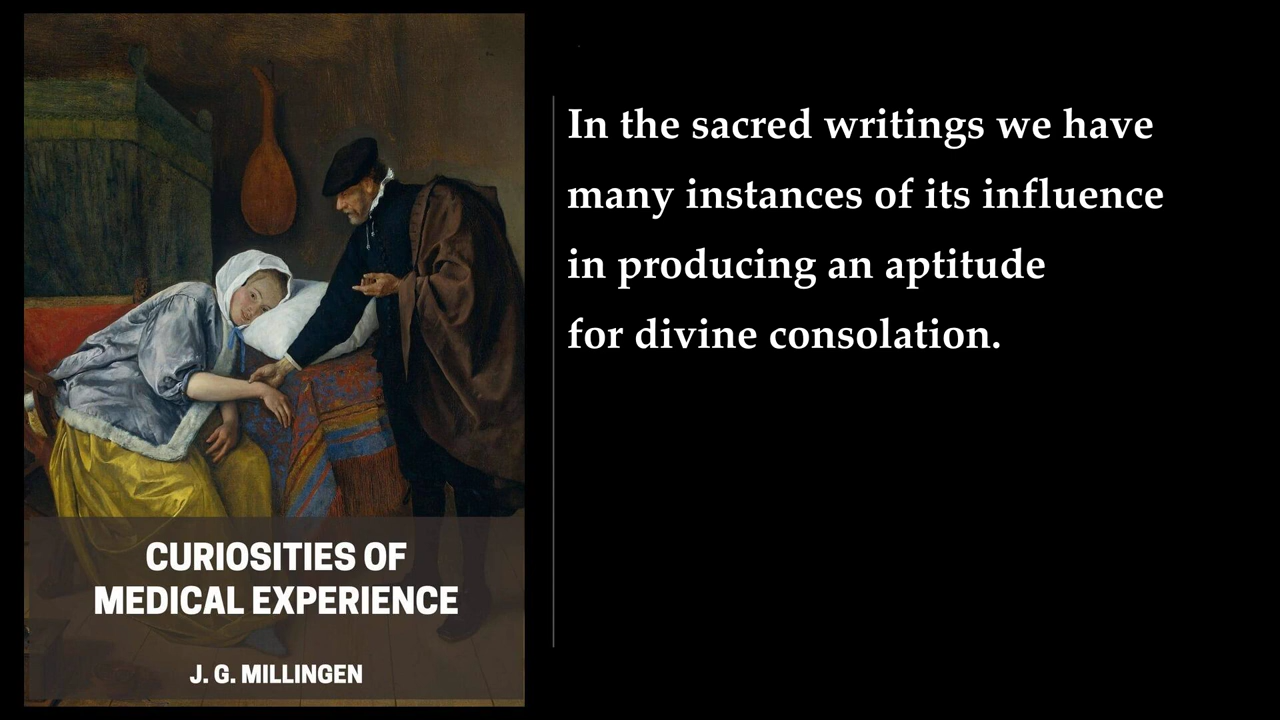 In the sacred writings we have
many instances of its influence
in producing an aptitude
for divine consolation.
CURIOSITIES OF
MEDICAL EXPERIENCE
J. G. MILLINGEN